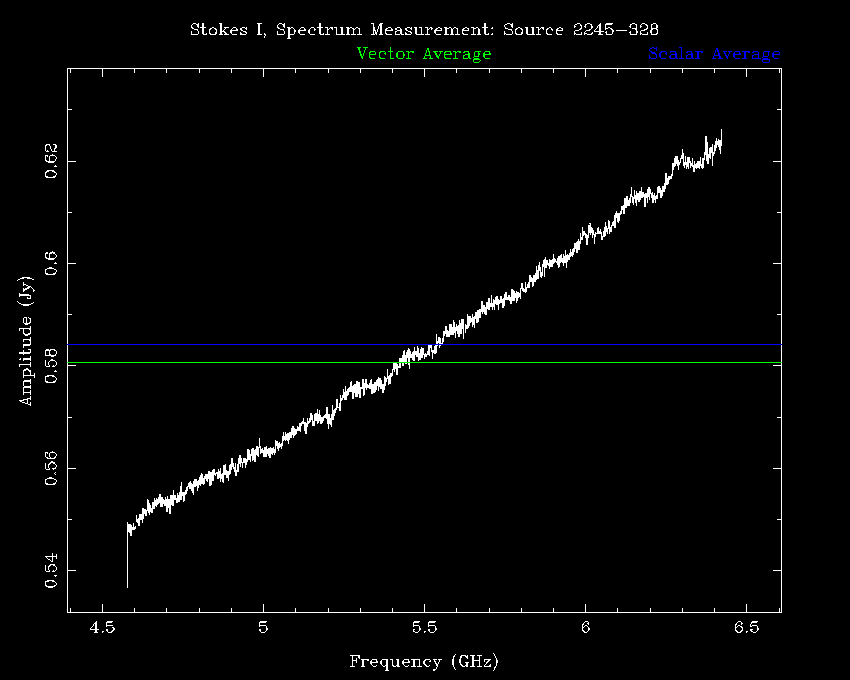 Stokes I, Spectrum Measurement: Source 2245−328
Vector Average
Scalar Average
0.62
0.6
0.58
0.56
0.54
Amplitude (Jy)
4.5
5
5.5
6
6.5
Frequency (GHz)